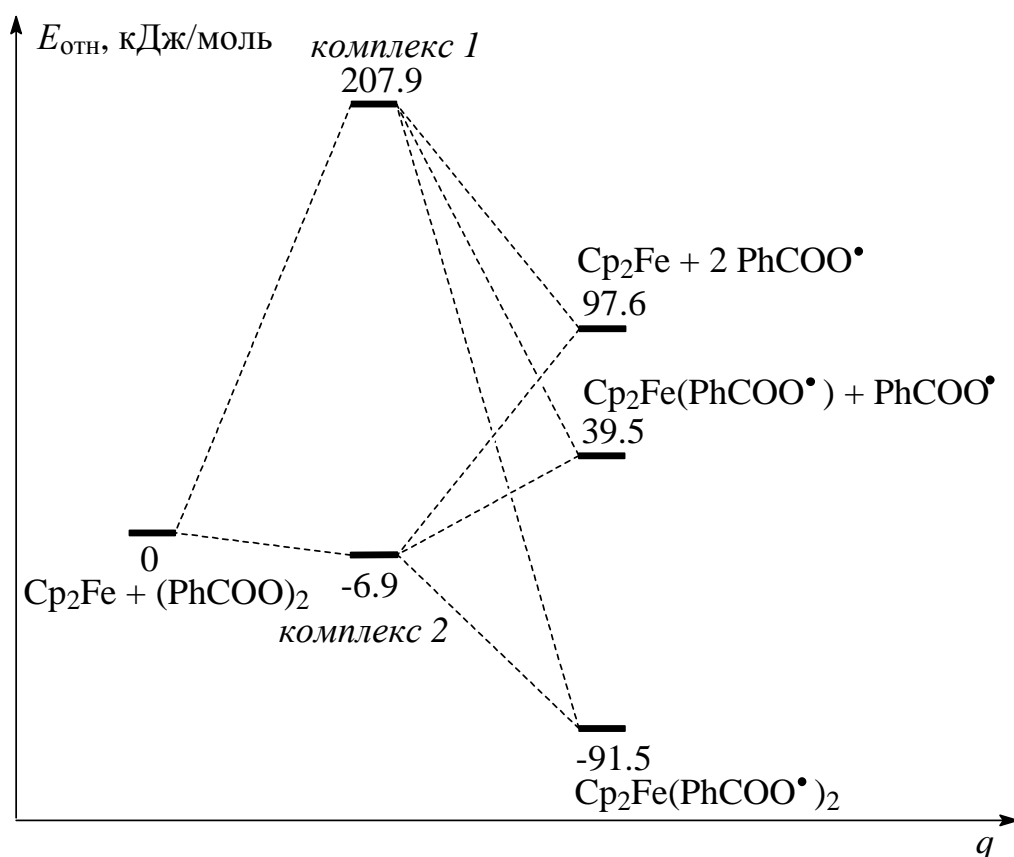 Eотн, кДж/моль
комплекс 1
207.9
Cp2Fe + 2 PhCOO•
97.6
Cp2Fe(PhCOO• ) + PhCOO•
39.5
0
Cp2Fe + (PhCOO)2
-6.9
комплекс 2
-91.5
Cp2Fe(PhCOO• )2
q